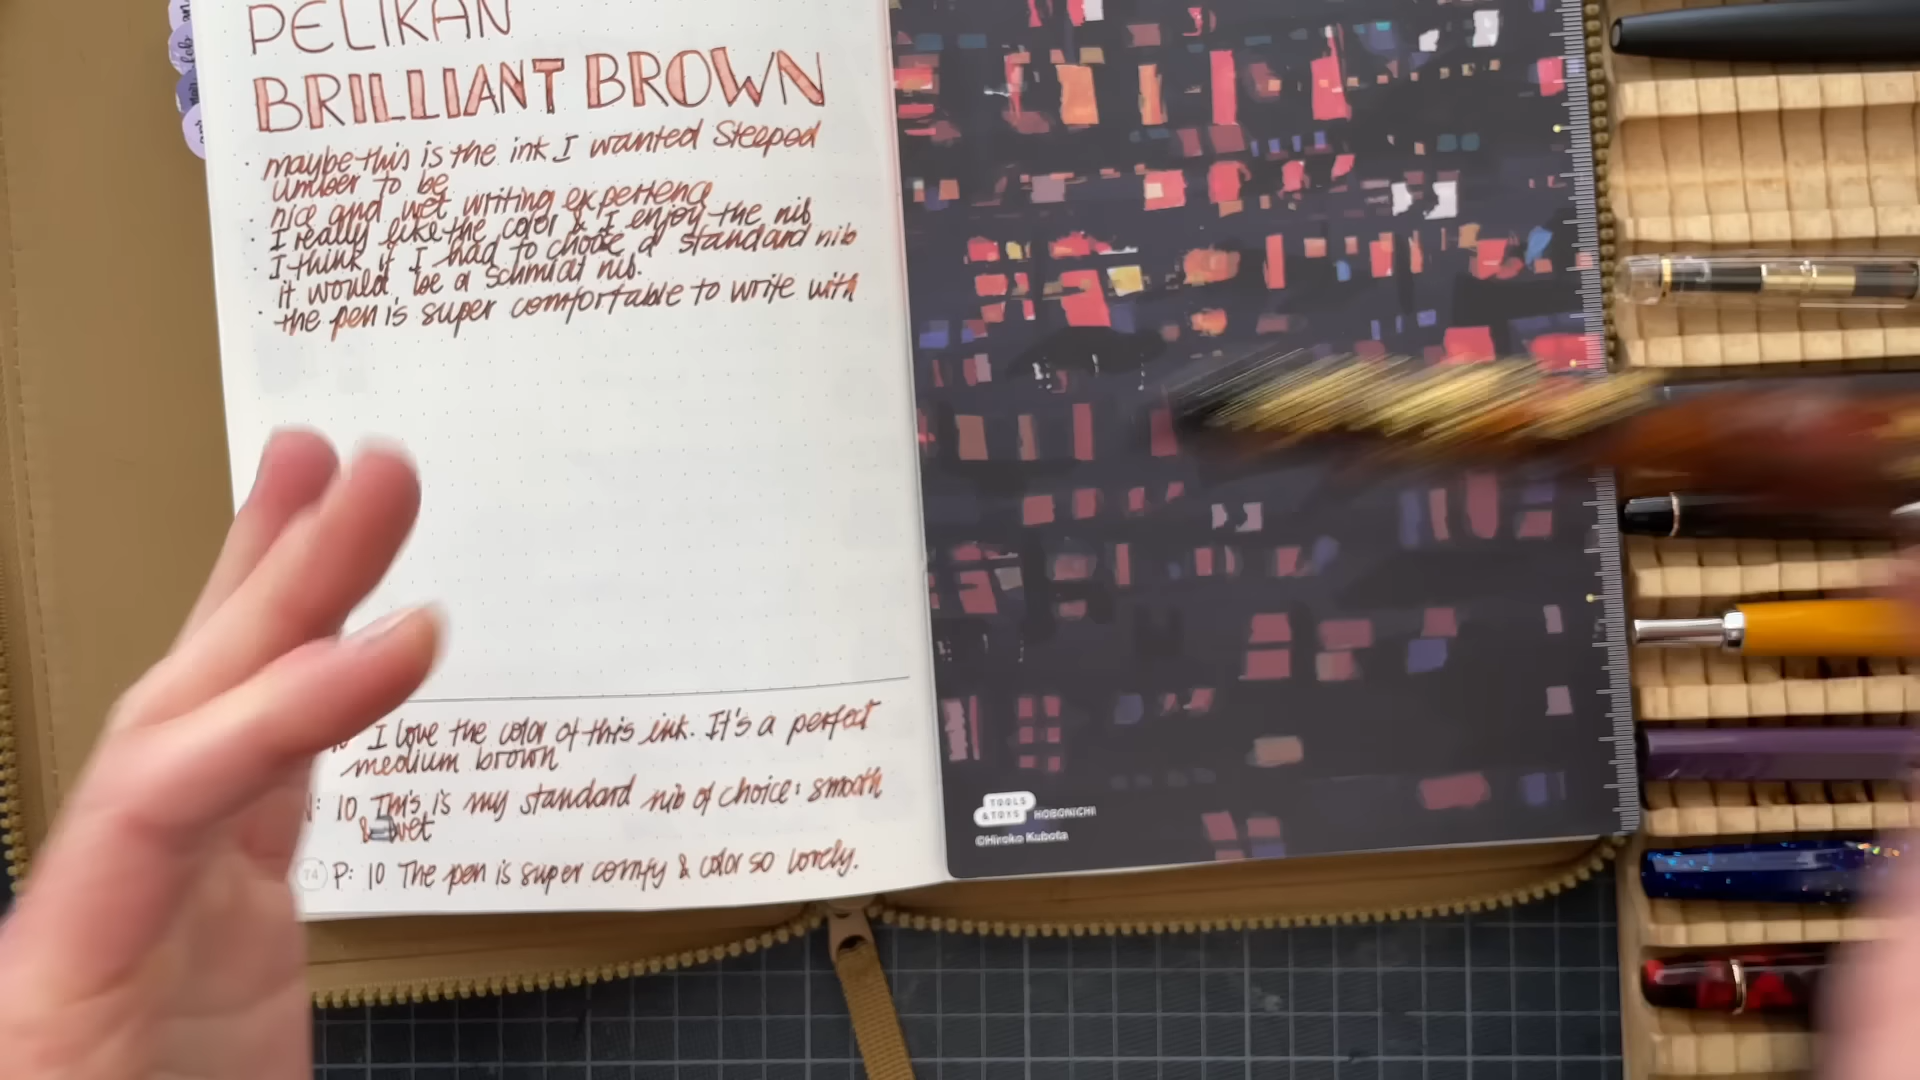 PELIKAN
BRILLIANT BROWN
· maybe this is the ink I wanted Steeped
umber to be
· nice and wet writing experience
· I really like the color & I enjoy the nib
· I think if I had to choose a standard nib
it would be a Schmidt nib.
· the pen is super comfortable to write with
I love the color of this ink. It's a perfect
medium brown
: 10 This is my standard nib of choice: smooth
& wet
74 P: 10 The pen is super comfy & color so lovely.
TOOLS
& TOYS HOBONICHI
©Hiroko Kubota